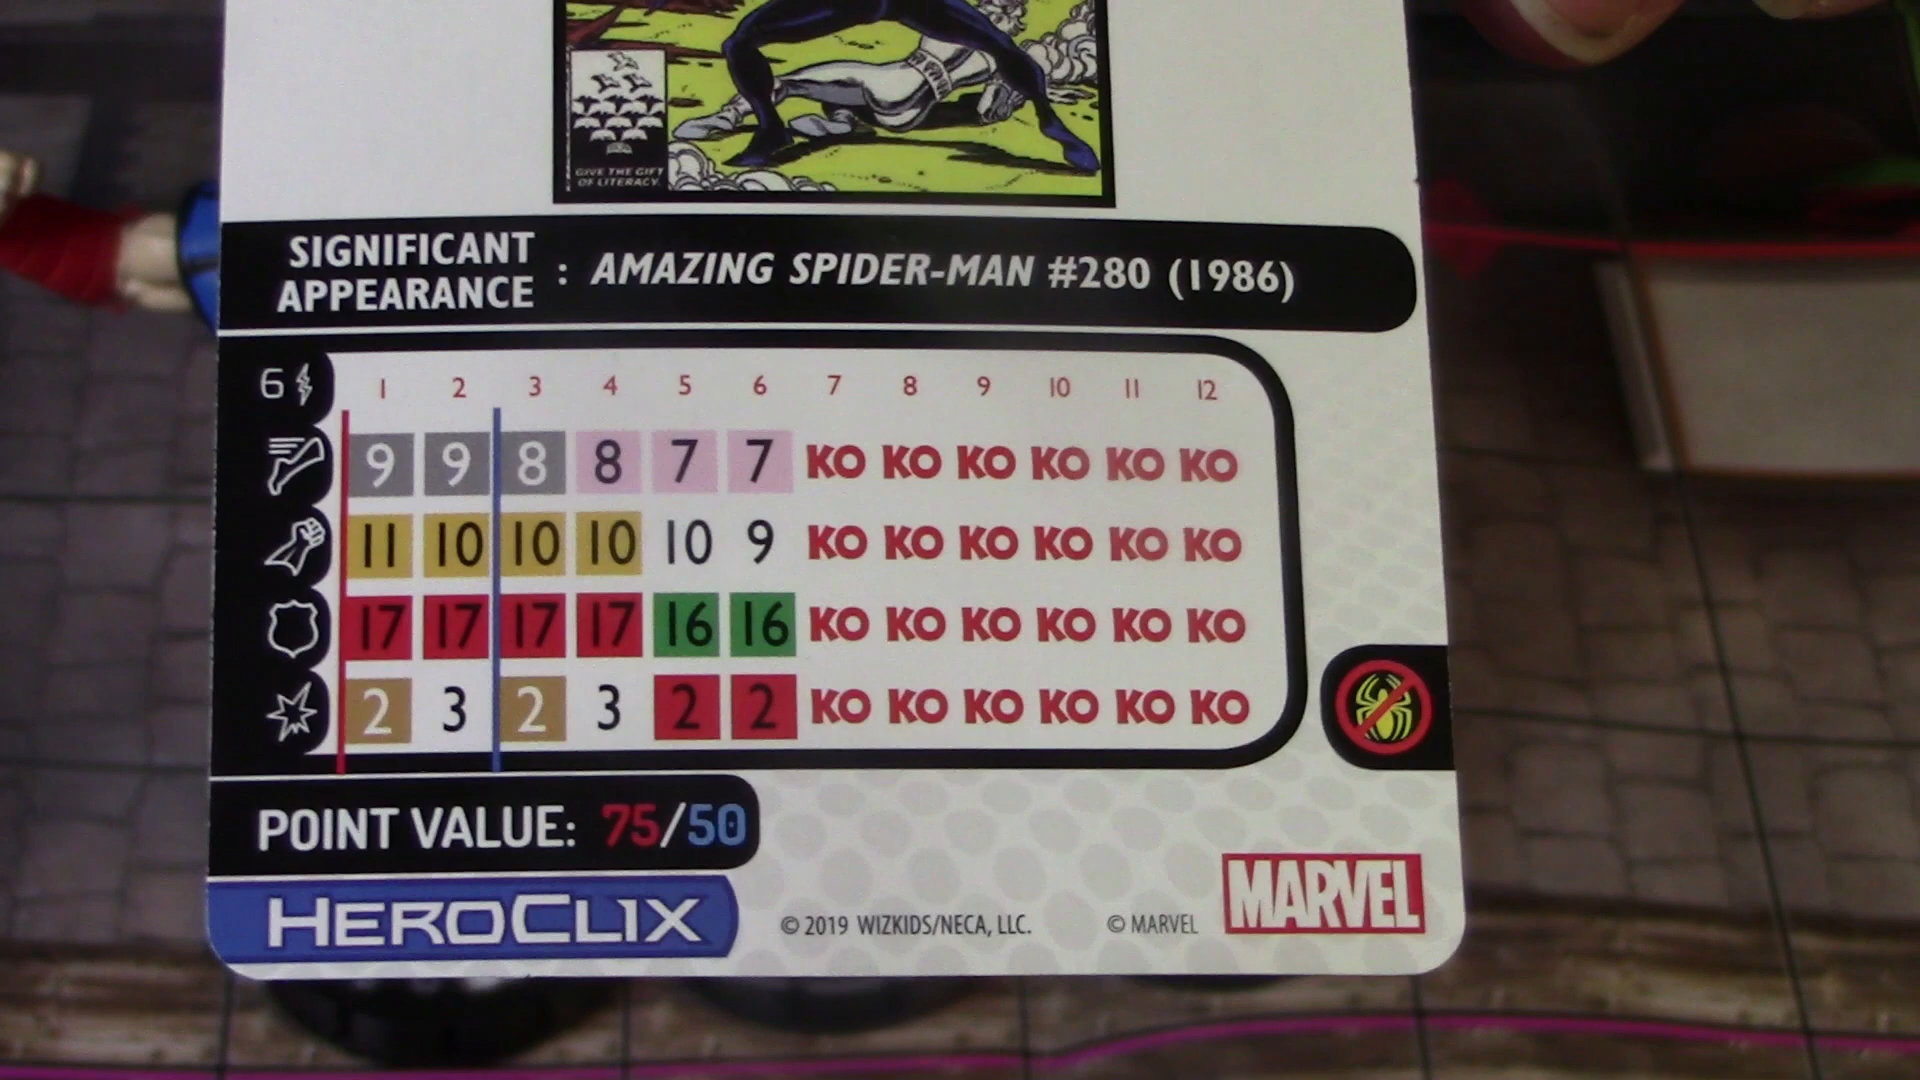 GIVE THE GIFT
OF LITERACY.
SIGNIFICANT
APPEARANCE
: AMAZING SPIDER-MAN #280 (1986)
6 1 2 3 4 5 6 7 8 9 10 11 12
9 9 8 8 7 7 KO KO KO KO KO KO
11 10 10 10 10 9 KO KO KO KO KO KO
17 17 17 17 16 16 KO KO KO KO KO KO
2 3 2 3 2 2 KO KO KO KO KO KO
POINT VALUE: 75/50
HEROCLIX
© 2019 WIZKIDS/NECA, LLC.
© MARVEL
MARVEL